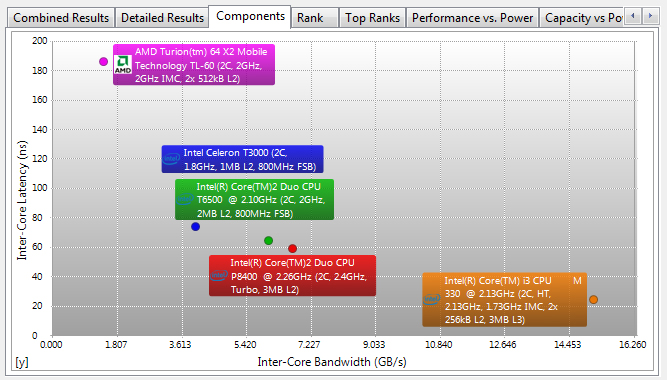 Combined Results Detailed Results Components Rank Top Ranks Performance vs. Power Capacity vs Po
200
180
160
140
120
100
80
60
40
20
0
Inter-Core Latency (ns)
AMD
AMD Turion(tm) 64 X2 Mobile
Technology TL-60 (2C, 2GHz,
2GHz IMC, 2x 512kB L2)
intel
Intel Celeron T3000 (2C,
1.8GHz, 1MB L2, 800MHz FSB)
intel
Intel(R) Core(TM)2 Duo CPU
T6500 @ 2.10GHz (2C, 2GHz,
2MB L2, 800MHz FSB)
intel
Intel(R) Core(TM)2 Duo CPU
P8400 @ 2.26GHz (2C, 2.4GHz,
Turbo, 3MB L2)
intel
Intel(R) Core(TM) i3 CPU M
330 @ 2.13GHz (2C, HT,
2.13GHz, 1.73GHz IMC, 2x
256kB L2, 3MB L3)
0.000 1.807 3.613 5.420 7.227 9.033 10.840 12.646 14.453 16.260
[y]
Inter-Core Bandwidth (GB/s)